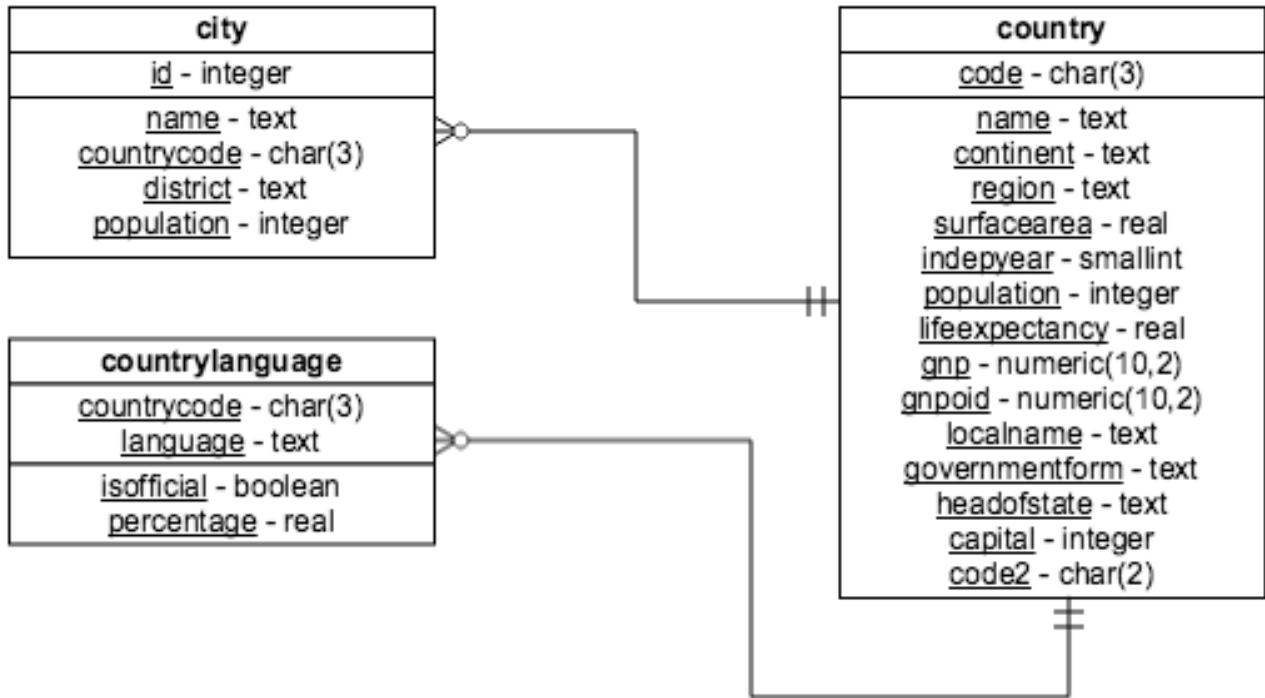 city
id - integer
name - text
countrycode - char(3)
district - text
population - integer
countrylanguage
countrycode - char(3)
language - text
isofficial - boolean
percentage - real
country
code - char(3)
name - text
continent - text
region - text
surfacearea - real
indepyear - smallint
population - integer
lifeexpectancy - real
gnp - numeric(10,2)
gnpoid - numeric(10,2)
localname - text
governmentform - text
headofstate - text
capital - integer
code2 - char(2)